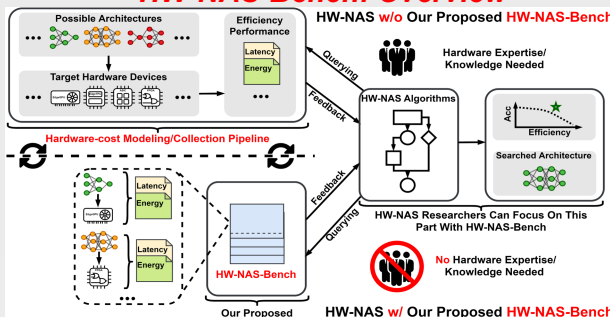 HW-NAS-Bench Overview
HW-NAS w/o Our Proposed HW-NAS-Bench
Possible Architectures
Target Hardware Devices
Efficiency
Performance
Latency
Energy
Hardware-cost Modeling/Collection Pipeline
Querying
Feedback
Hardware Expertise/
Knowledge Needed
HW-NAS Algorithms
Acc
Efficiency
Searched Architecture
HW-NAS Researchers Can Focus On This
Part With HW-NAS-Bench
Latency
Energy
Latency
Energy
HW-NAS-Bench
Our Proposed
Feedback
Querying
No Hardware Expertise/
Knowledge Needed
HW-NAS w/ Our Proposed HW-NAS-Bench